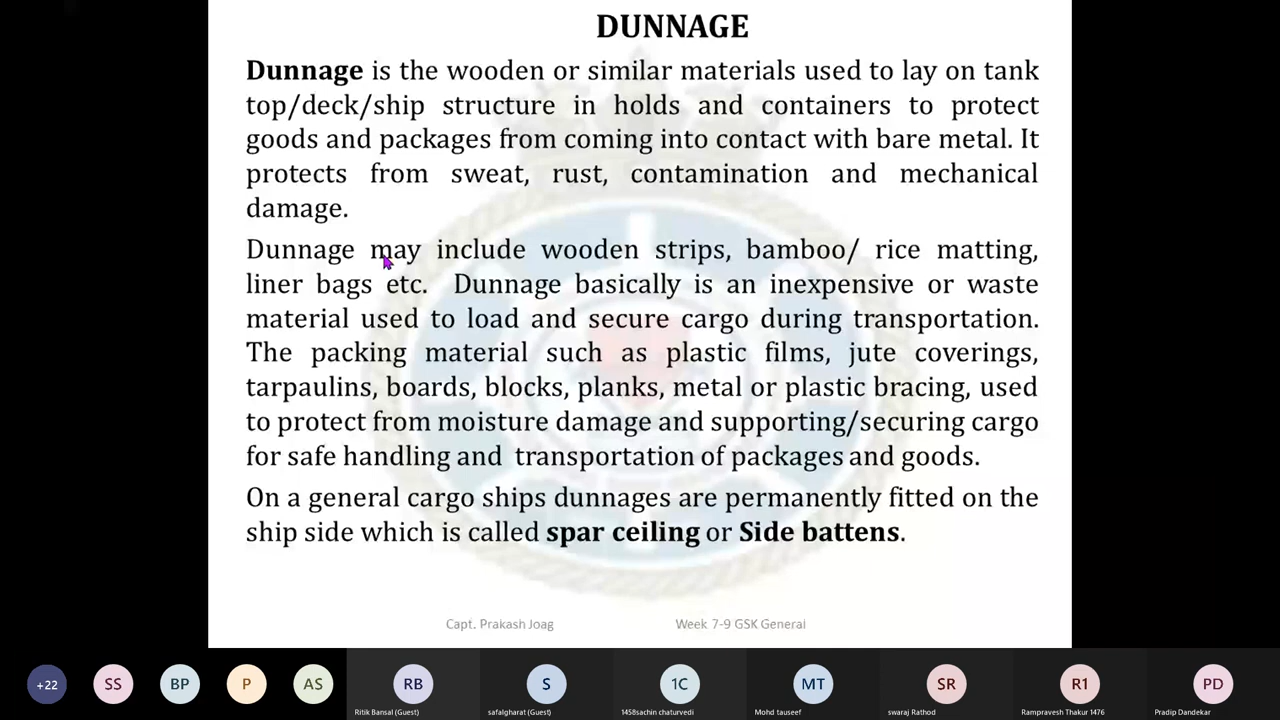 DUNNAGE
Dunnage is the wooden or similar materials used to lay on tank
top/deck/ship structure in holds and containers to protect
goods and packages from coming into contact with bare metal. It
protects from sweat, rust, contamination and mechanical
damage.
Dunnage may include wooden strips, bamboo/ rice matting,
liner bags etc. Dunnage basically is an inexpensive or waste
material used to load and secure cargo during transportation.
The packing material such as plastic films, jute coverings,
tarpaulins, boards, blocks, planks, metal or plastic bracing, used
to protect from moisture damage and supporting/securing cargo
for safe handling and transportation of packages and goods.
On a general cargo ships dunnages are permanently fitted on the
ship side which is called spar ceiling or Side battens.
Capt. Prakash Joag Week 7-9 GSK General
+22 SS BP P AS RB S 1C MT SR R1 PD
Ritik Bansal (Guest) safalgharat (Guest) 1458sachin chaturvedi Mohd tauseef swaraj Rathod Rampravesh Thakur 1476 Pradip Dandekar